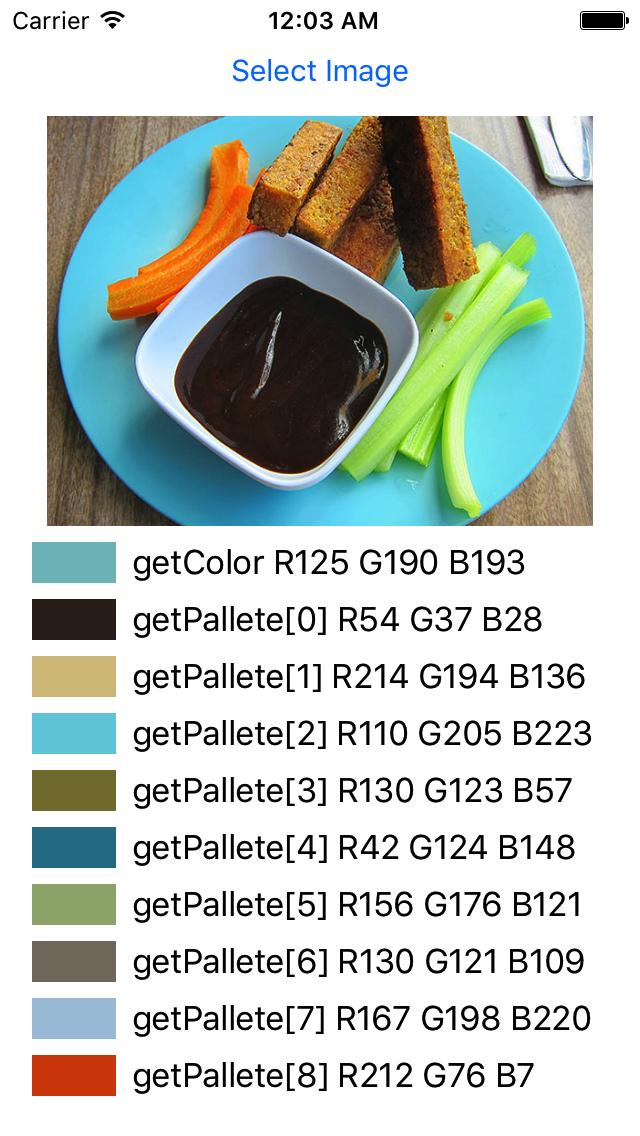 Carrier 12:03 AM
Select Image
getColor R125 G190 B193
getPallete[0] R54 G37 B28
getPallete[1] R214 G194 B136
getPallete[2] R110 G205 B223
getPallete[3] R130 G123 B57
getPallete[4] R42 G124 B148
getPallete[5] R156 G176 B121
getPallete[6] R130 G121 B109
getPallete[7] R167 G198 B220
getPallete[8] R212 G76 B7